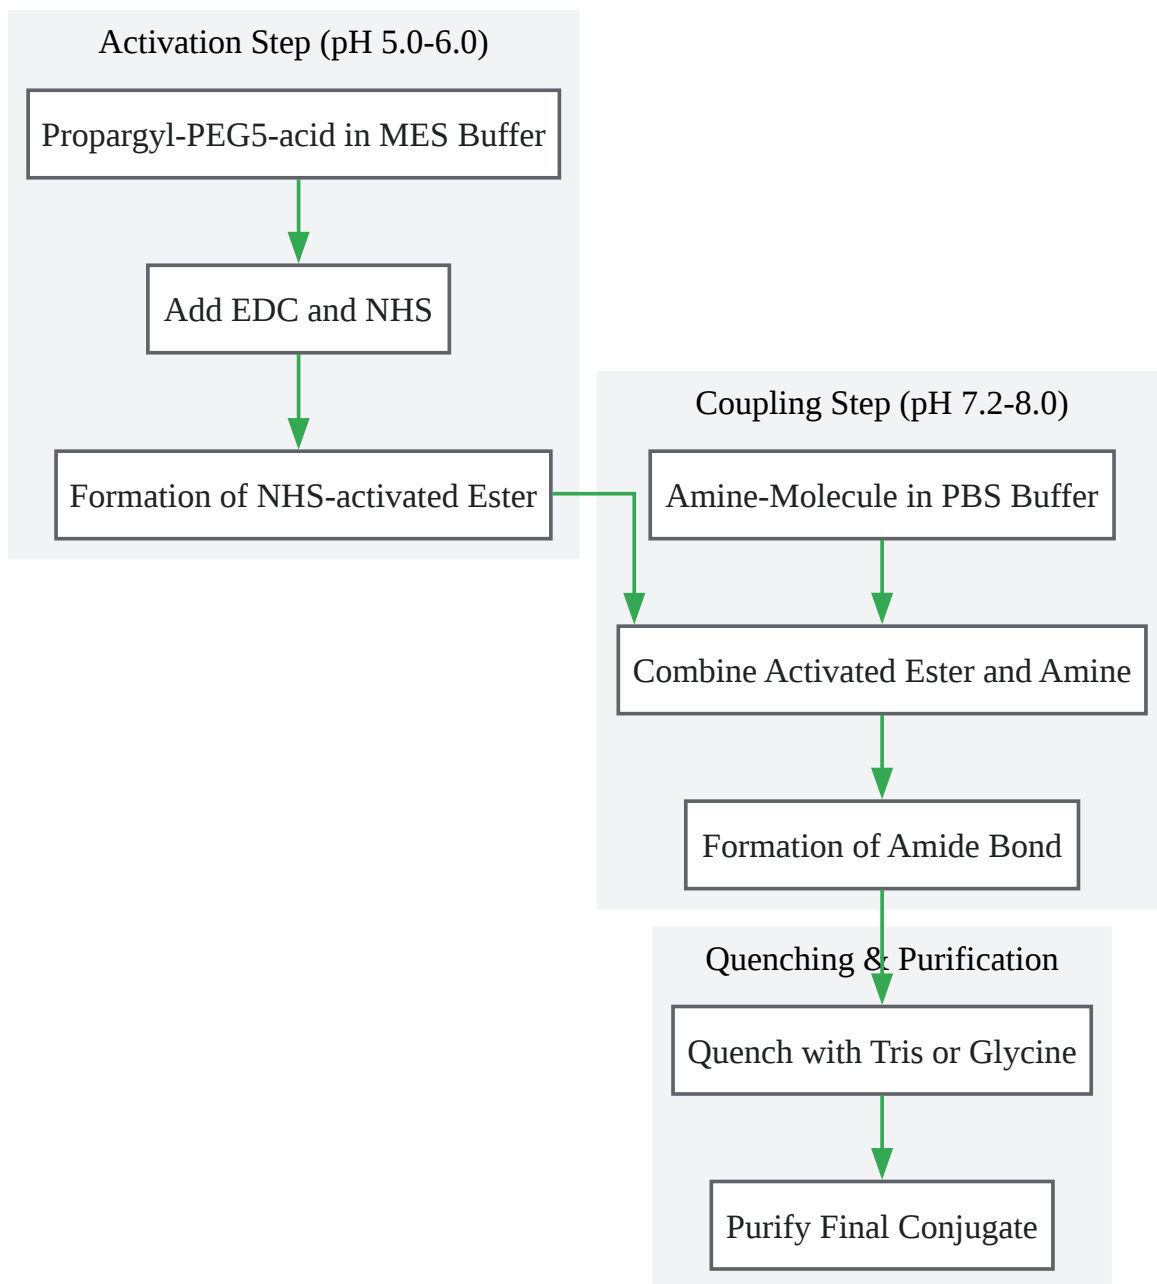 Activation Step (pH 5.0-6.0)
Propargyl-PEG5-acid in MES Buffer
Add EDC and NHS
Formation of NHS-activated Ester
Coupling Step (pH 7.2-8.0)
Amine-Molecule in PBS Buffer
Combine Activated Ester and Amine
Formation of Amide Bond
Quenching & Purification
Quench with Tris or Glycine
Purify Final Conjugate